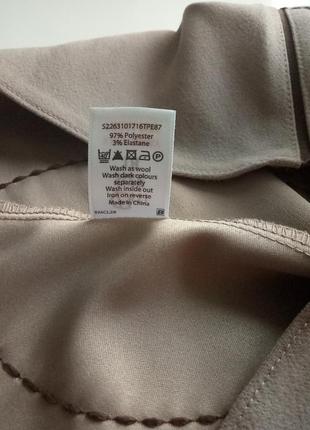 S2263101716TPE87
97% Polyester
3% Elastane
Wash as wool
Wash dark colours
separately
Wash inside out
Iron on reverse
Made in China